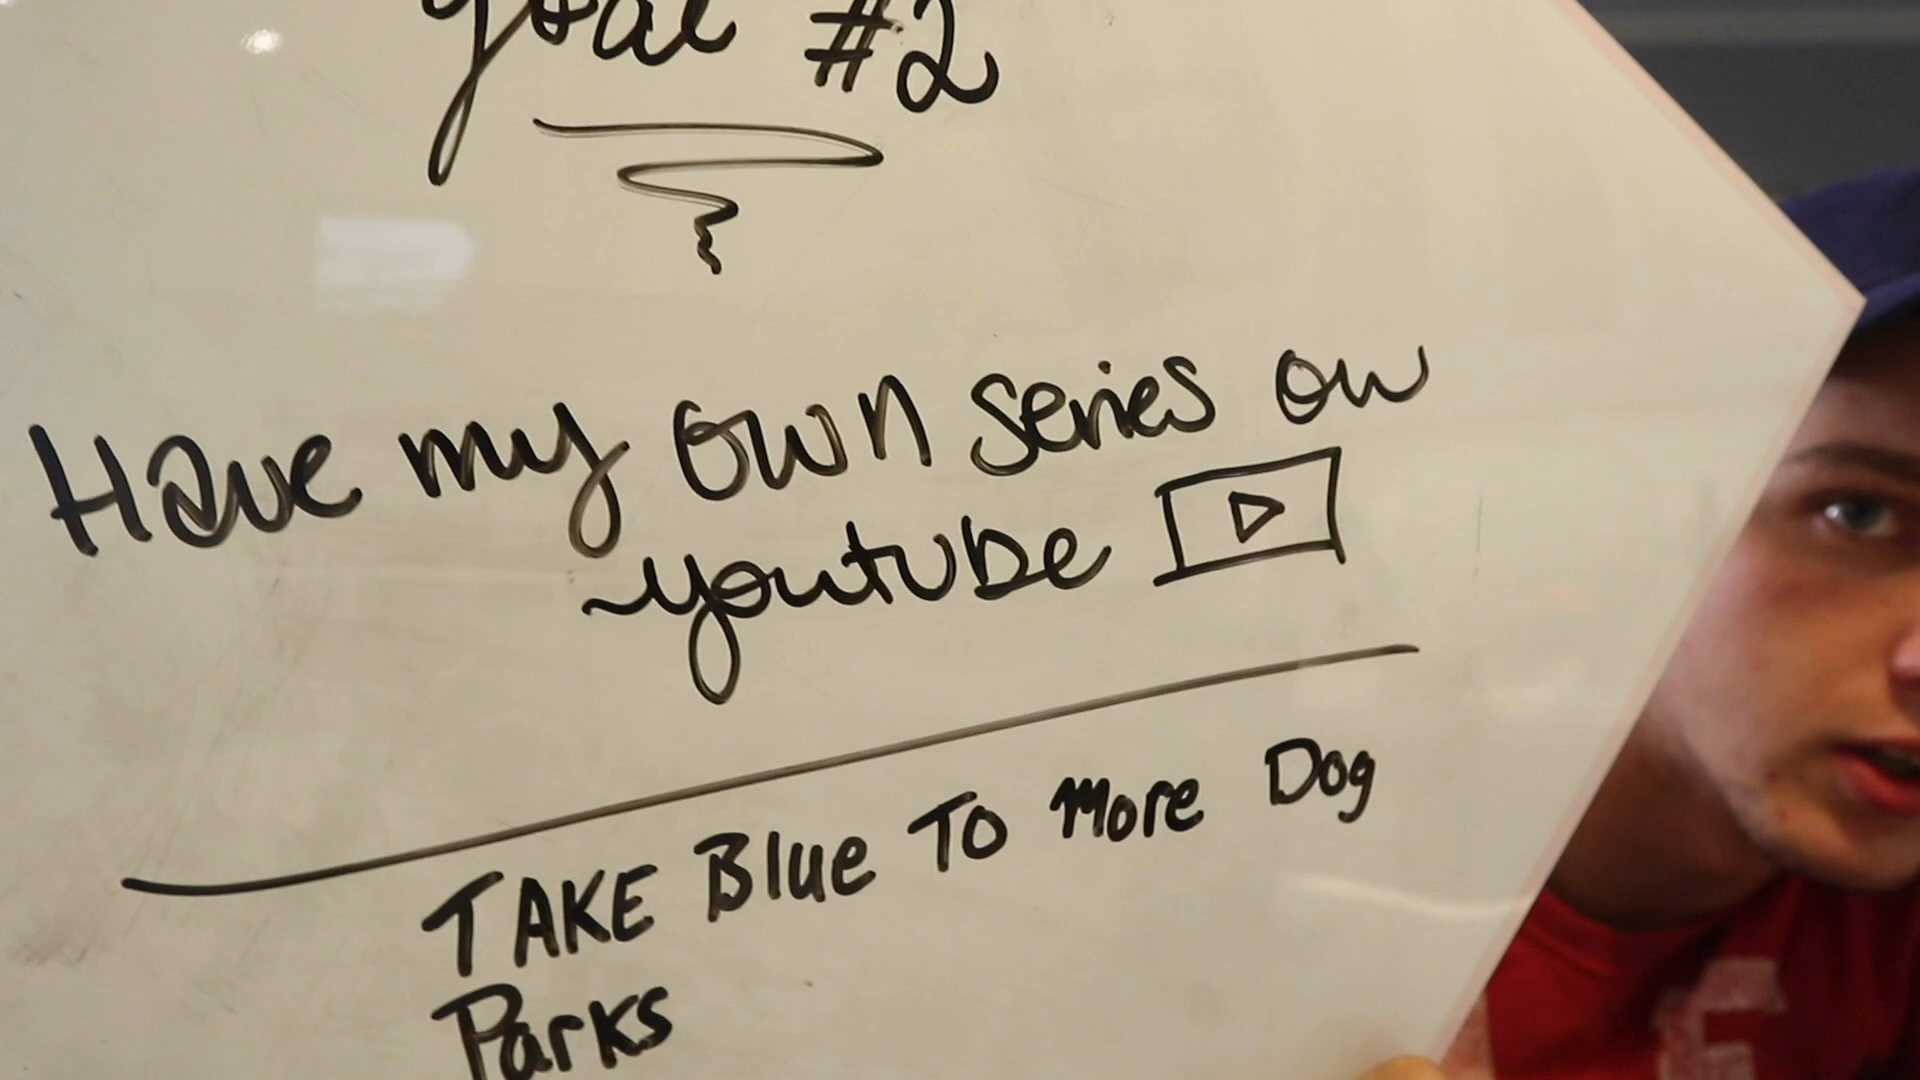 goal #2
Have my own series on
youtube
TAKE Blue To More Dog
Parks